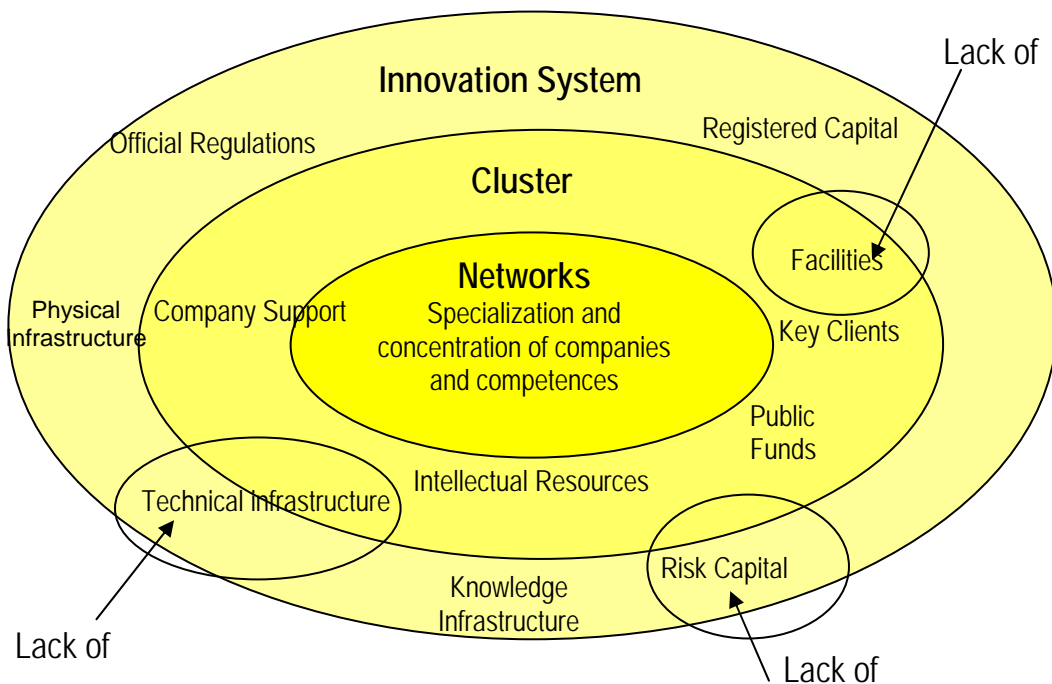 Lack of
Innovation System
Registered Capital
Official Regulations
Cluster
Facilities
Networks
Physical
Infrastructure
Company Support
Specialization and
concentration of companies
and competences
Key Clients
Public
Funds
Intellectual Resources
Technical Infrastructure
Risk Capital
Knowledge
Infrastructure
Lack of
Lack of